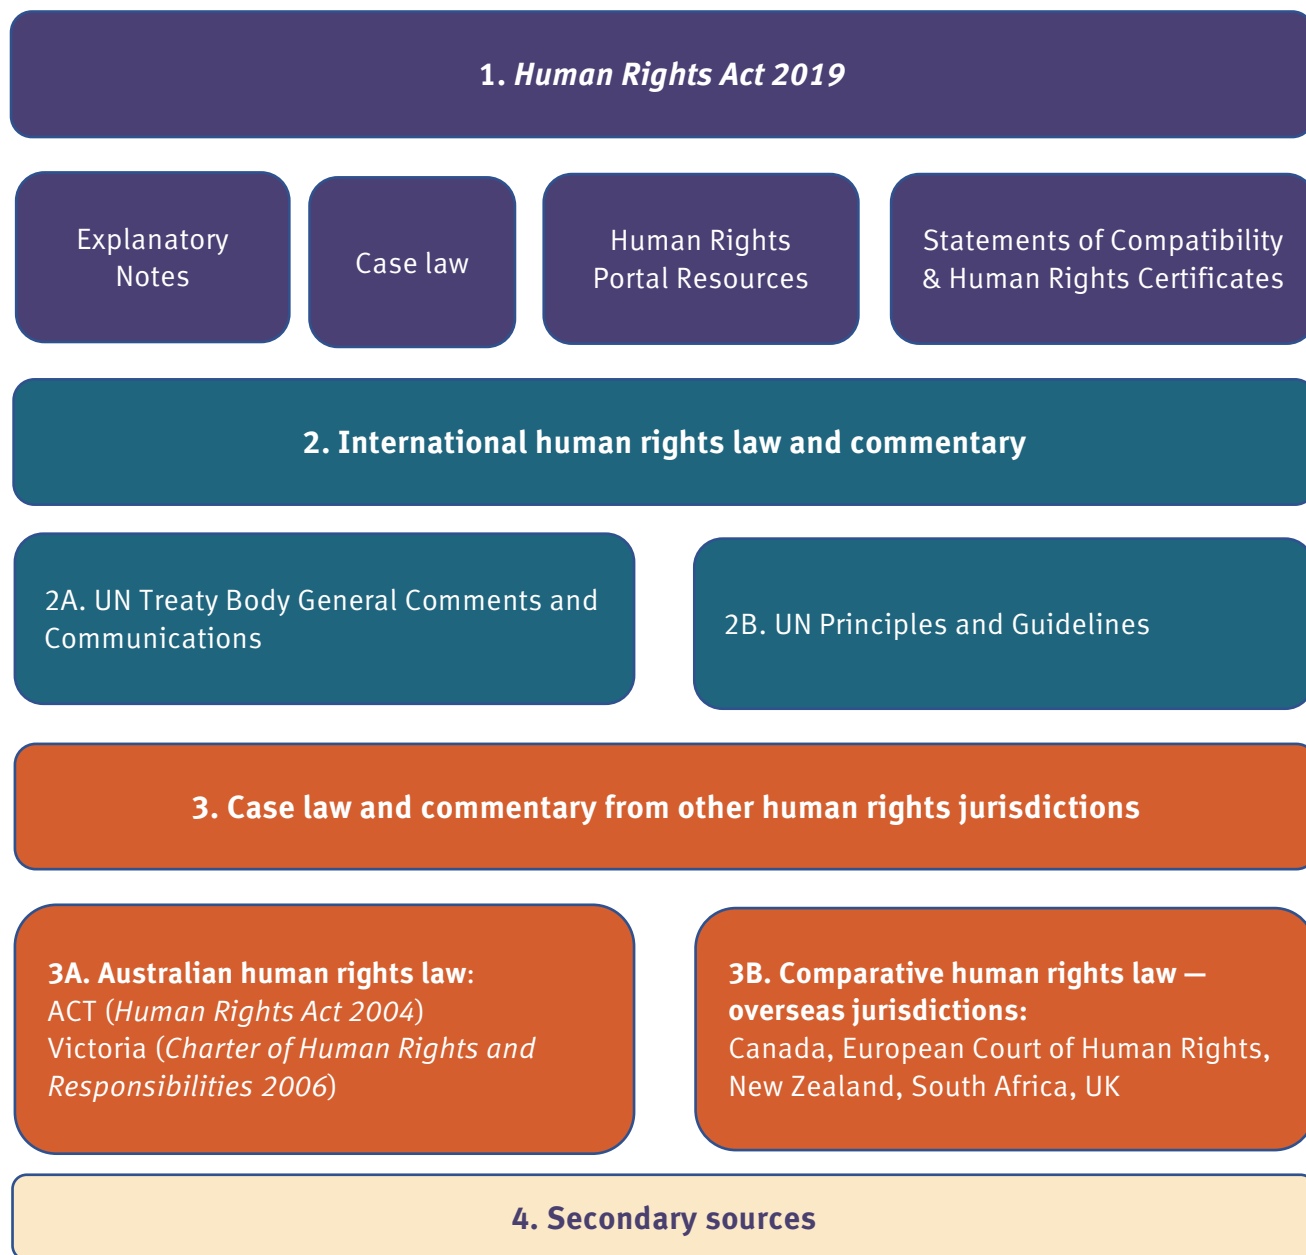 1. Human Rights Act 2019
Explanatory
Notes
Case law
Human Rights
Portal Resources
Statements of Compatibility
& Human Rights Certificates
2. International human rights law and commentary
2A. UN Treaty Body General Comments and
Communications
2B. UN Principles and Guidelines
3. Case law and commentary from other human rights jurisdictions
3A. Australian human rights law:
ACT (Human Rights Act 2004)
Victoria (Charter of Human Rights and
Responsibilities 2006)
3B. Comparative human rights law —
overseas jurisdictions:
Canada, European Court of Human Rights,
New Zealand, South Africa, UK
4. Secondary sources